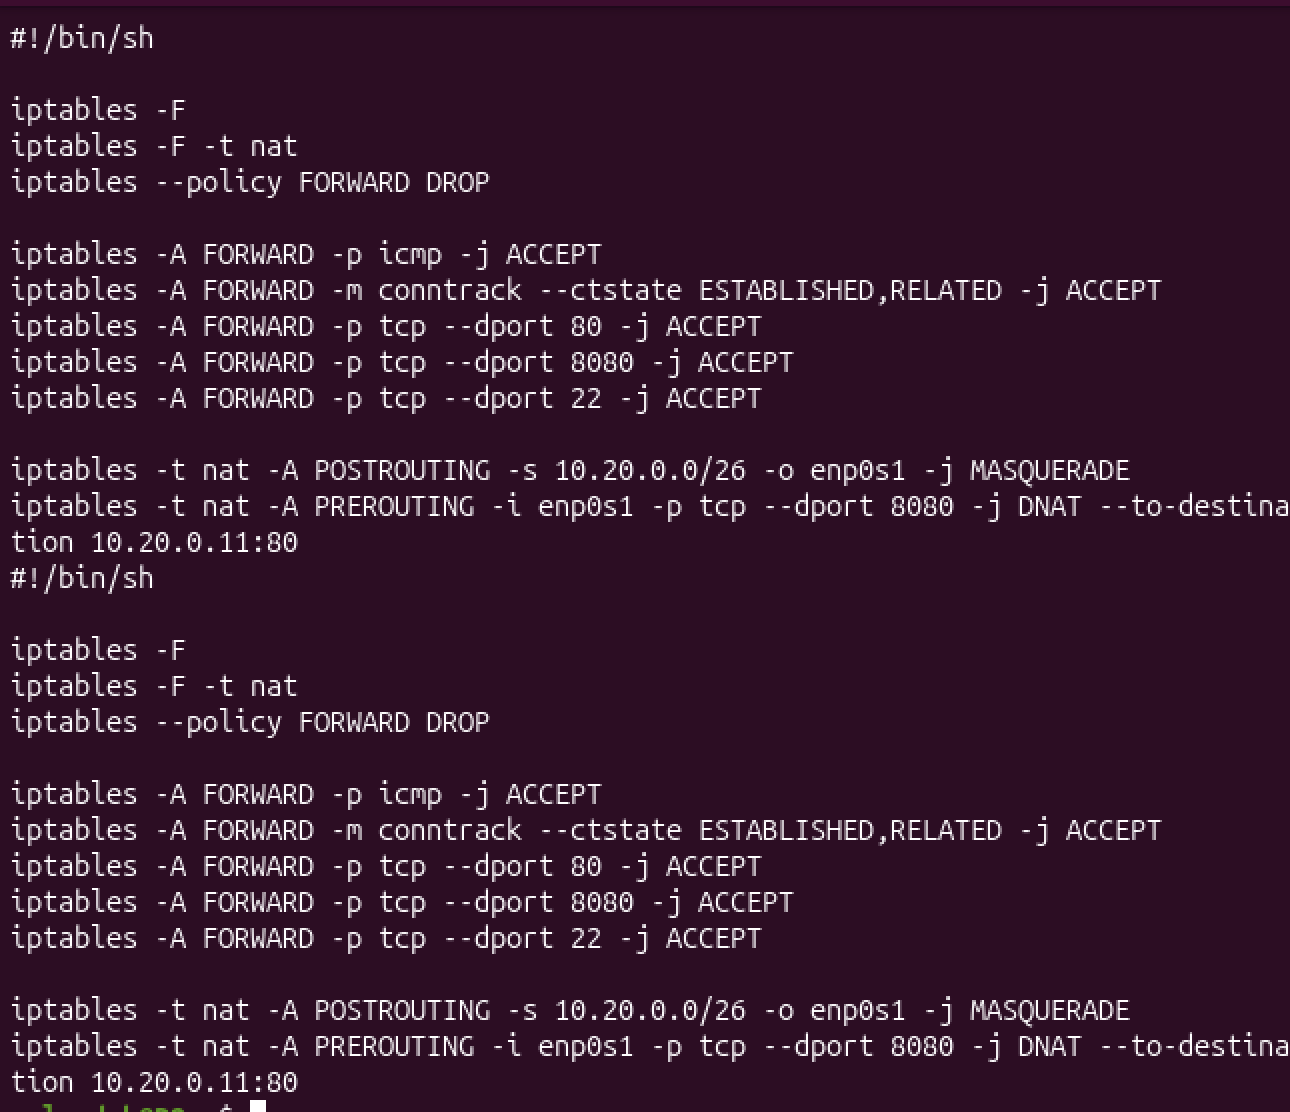 #!/bin/sh
iptables -F
iptables -F -t nat
iptables --policy FORWARD DROP
iptables -A FORWARD -p icmp -j ACCEPT
iptables -A FORWARD -m conntrack --ctstate ESTABLISHED,RELATED -j ACCEPT
iptables -A FORWARD -p tcp --dport 80 -j ACCEPT
iptables -A FORWARD -p tcp --dport 8080 -j ACCEPT
iptables -A FORWARD -p tcp --dport 22 -j ACCEPT
iptables -t nat -A POSTROUTING -s 10.20.0.0/26 -o enp0s1 -j MASQUERADE
iptables -t nat -A PREROUTING -i enp0s1 -p tcp --dport 8080 -j DNAT --to-destina
tion 10.20.0.11:80
#!/bin/sh
iptables -F
iptables -F -t nat
iptables --policy FORWARD DROP
iptables -A FORWARD -p icmp -j ACCEPT
iptables -A FORWARD -m conntrack --ctstate ESTABLISHED,RELATED -j ACCEPT
iptables -A FORWARD -p tcp --dport 80 -j ACCEPT
iptables -A FORWARD -p tcp --dport 8080 -j ACCEPT
iptables -A FORWARD -p tcp --dport 22 -j ACCEPT
iptables -t nat -A POSTROUTING -s 10.20.0.0/26 -o enp0s1 -j MASQUERADE
iptables -t nat -A PREROUTING -i enp0s1 -p tcp --dport 8080 -j DNAT --to-destina
tion 10.20.0.11:80